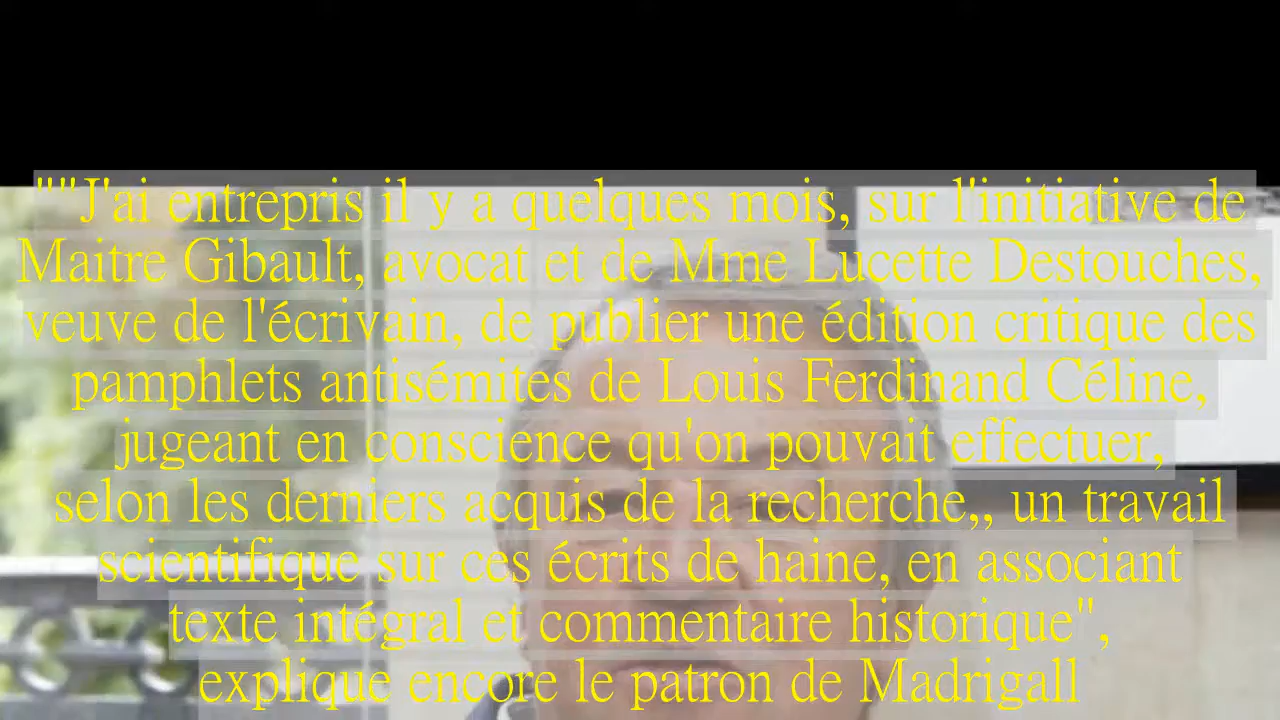 ""J'ai entrepris il y a quelques mois, sur l'initiative de
Maitre Gibault, avocat et de Mme Lucette Destouches,
veuve de l'écrivain, de publier une édition critique des
pamphlets antisémites de Louis Ferdinand Céline,
jugeant en conscience qu'on pouvait effectuer,
selon les derniers acquis de la recherche,, un travail
scientifique sur ces écrits de haine, en associant
texte intégral et commentaire historique",
explique encore le patron de Madrigall